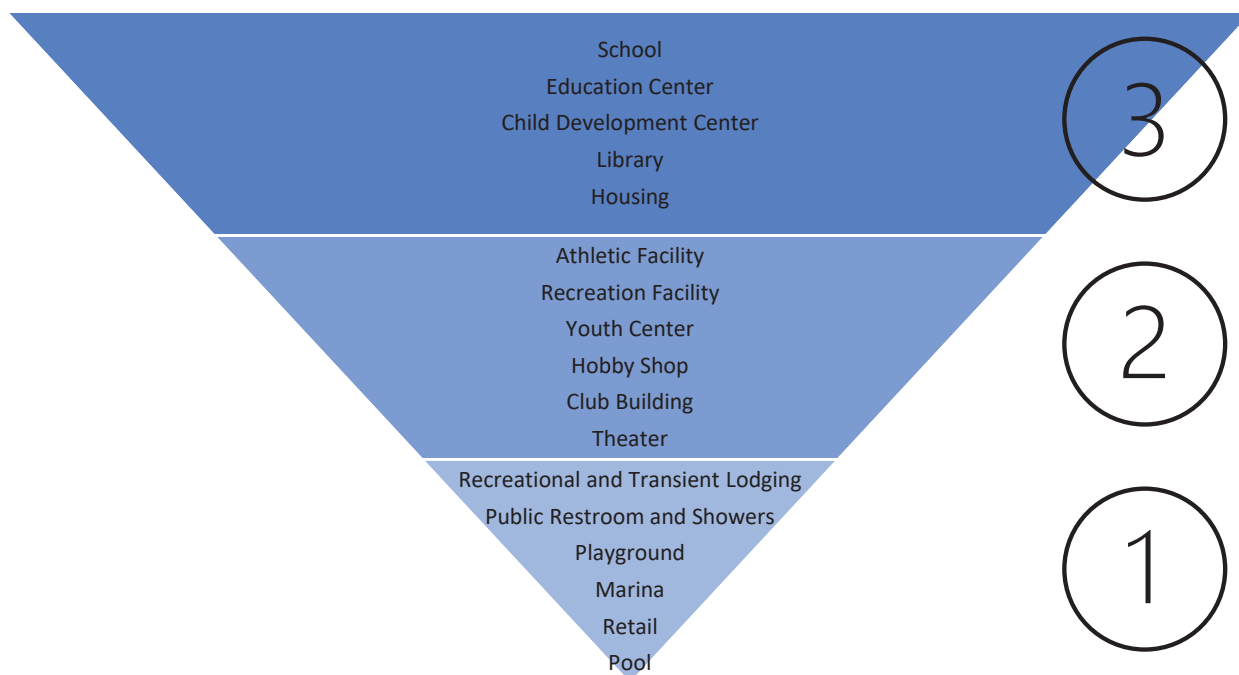 School
Education Center
Child Development Center
Library
Housing
3
Athletic Facility
Recreation Facility
Youth Center
Hobby Shop
Club Building
Theater
2
Recreational and Transient Lodging
Public Restroom and Showers
Playground
Marina
Retail
Pool
1